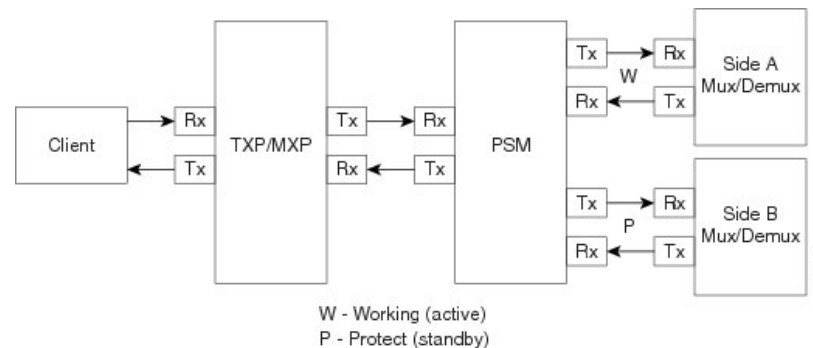 Tx
Rx
Side A
Mux/Demux
W
Rx
Tx
Rx
Tx
Rx
Client
TXP/MXP
PSM
Tx
Rx
Tx
Tx
Rx
Side B
Mux/Demux
P
Rx
Tx
W - Working (active)
P - Protect (standby)